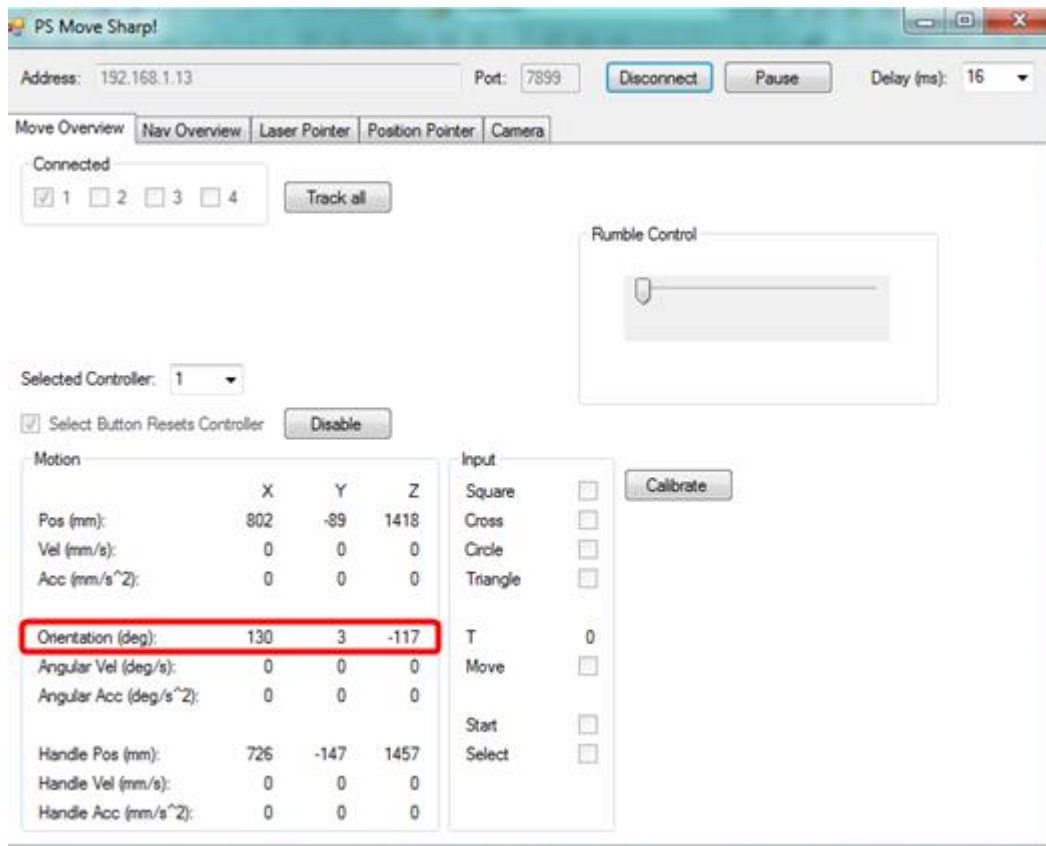 PS Move Sharp!
Address: 192.168.1.13 Port: 7899 Disconnect Pause Delay (ms): 16
Move Overview Nav Overview Laser Pointer Position Pointer Camera
Connected
1 2 3 4 Track all
Rumble Control
Selected Controller: 1
Select Button Resets Controller Disable
Motion Input
X Y Z Square Calibrate
Pos (mm): 802 -89 1418 Cross
Vel (mm/s): 0 0 0 Circle
Acc (mm/s^2): 0 0 0 Triangle
Orientation (deg): 130 3 -117 T 0
Angular Vel (deg/s): 0 0 0 Move
Angular Acc (deg/s^2): 0 0 0
Start
Handle Pos (mm): 726 -147 1457 Select
Handle Vel (mm/s): 0 0 0
Handle Acc (mm/s^2): 0 0 0